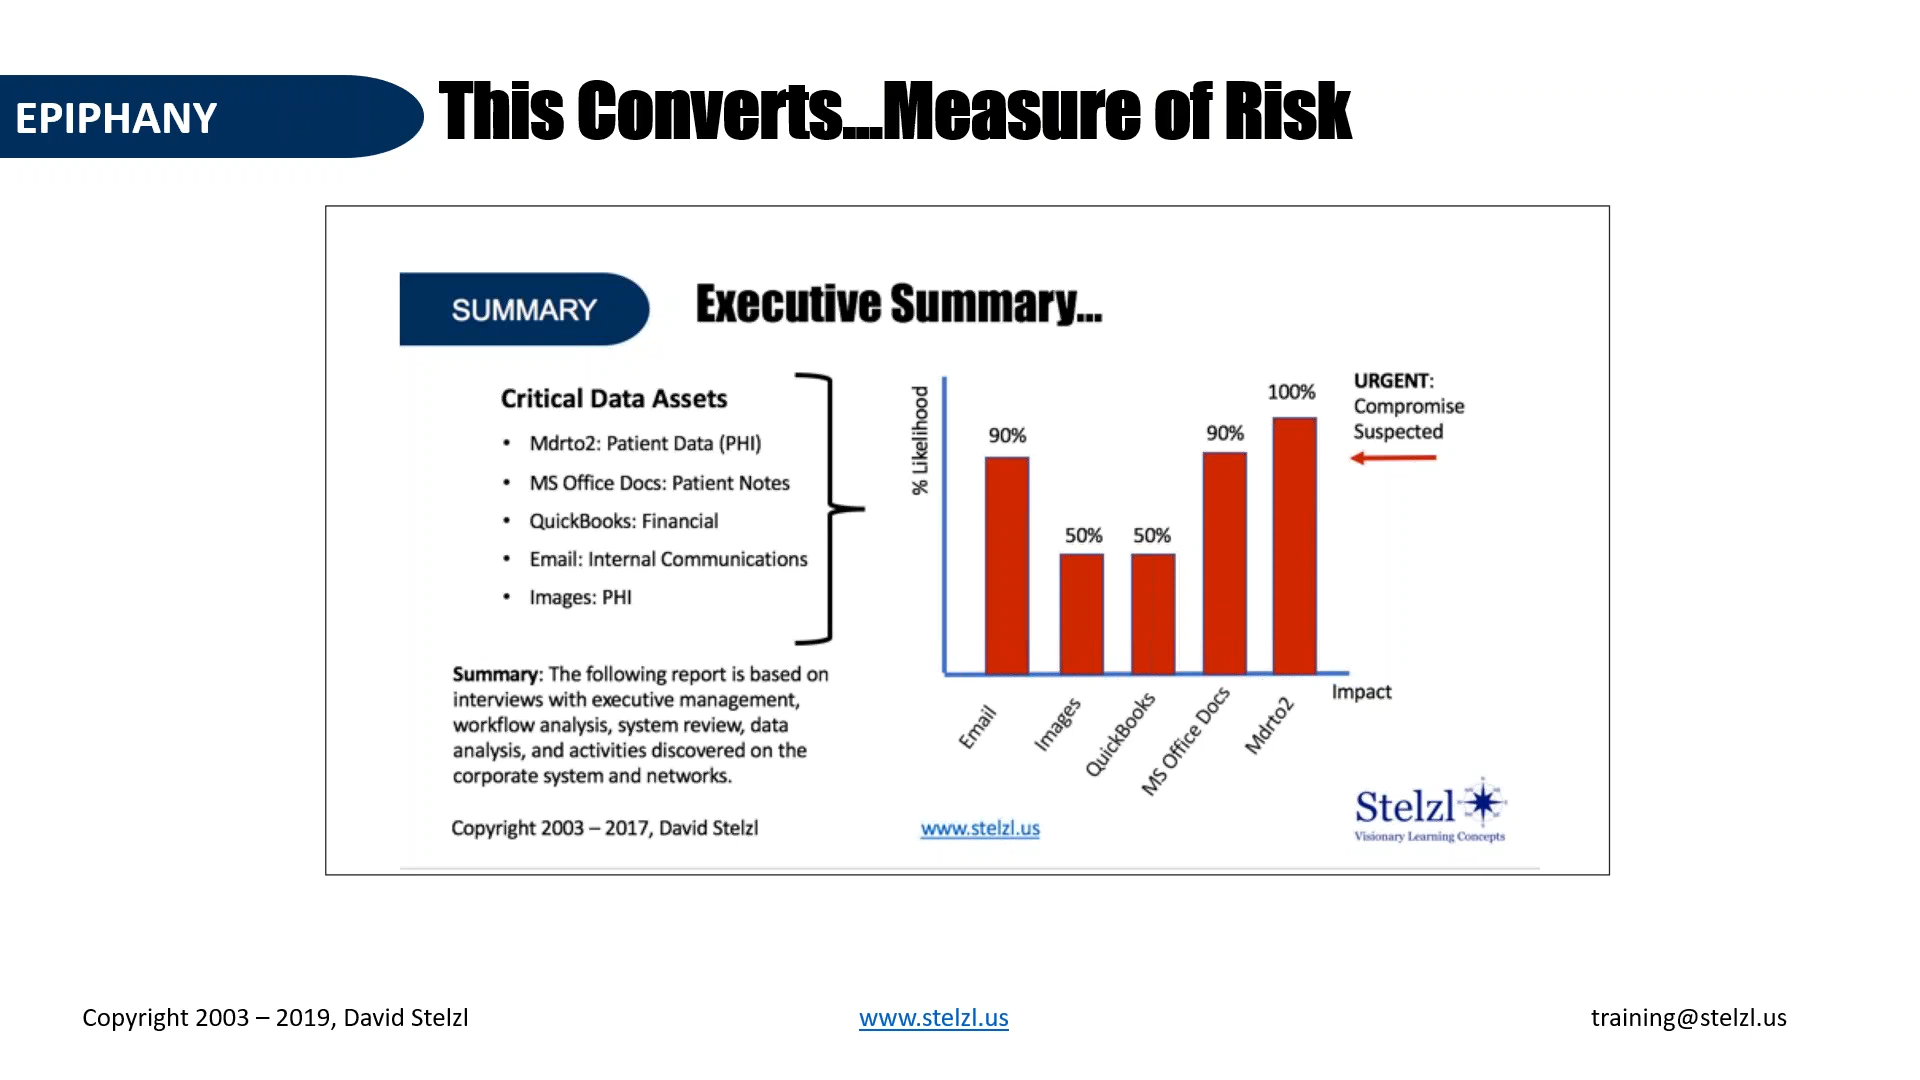 EPIPHANY
This Converts...Measure of Risk
SUMMARY
Executive Summary...
Critical Data Assets
• Mdrto2: Patient Data (PHI)
• MS Office Docs: Patient Notes
• QuickBooks: Financial
• Email: Internal Communications
• Images: PHI
Summary: The following report is based on
interviews with executive management,
workflow analysis, system review, data
analysis, and activities discovered on the
corporate system and networks.
% Likelihood
90%
50%
50%
90%
100%
URGENT:
Compromise
Suspected
Impact
Email
Images
QuickBooks
MS Office Docs
Mdrto2
Copyright 2003 – 2017, David Stelzl
www.stelzl.us
Stelzl
Visionary Learning Concepts
Copyright 2003 – 2019, David Stelzl
www.stelzl.us
training@stelzl.us